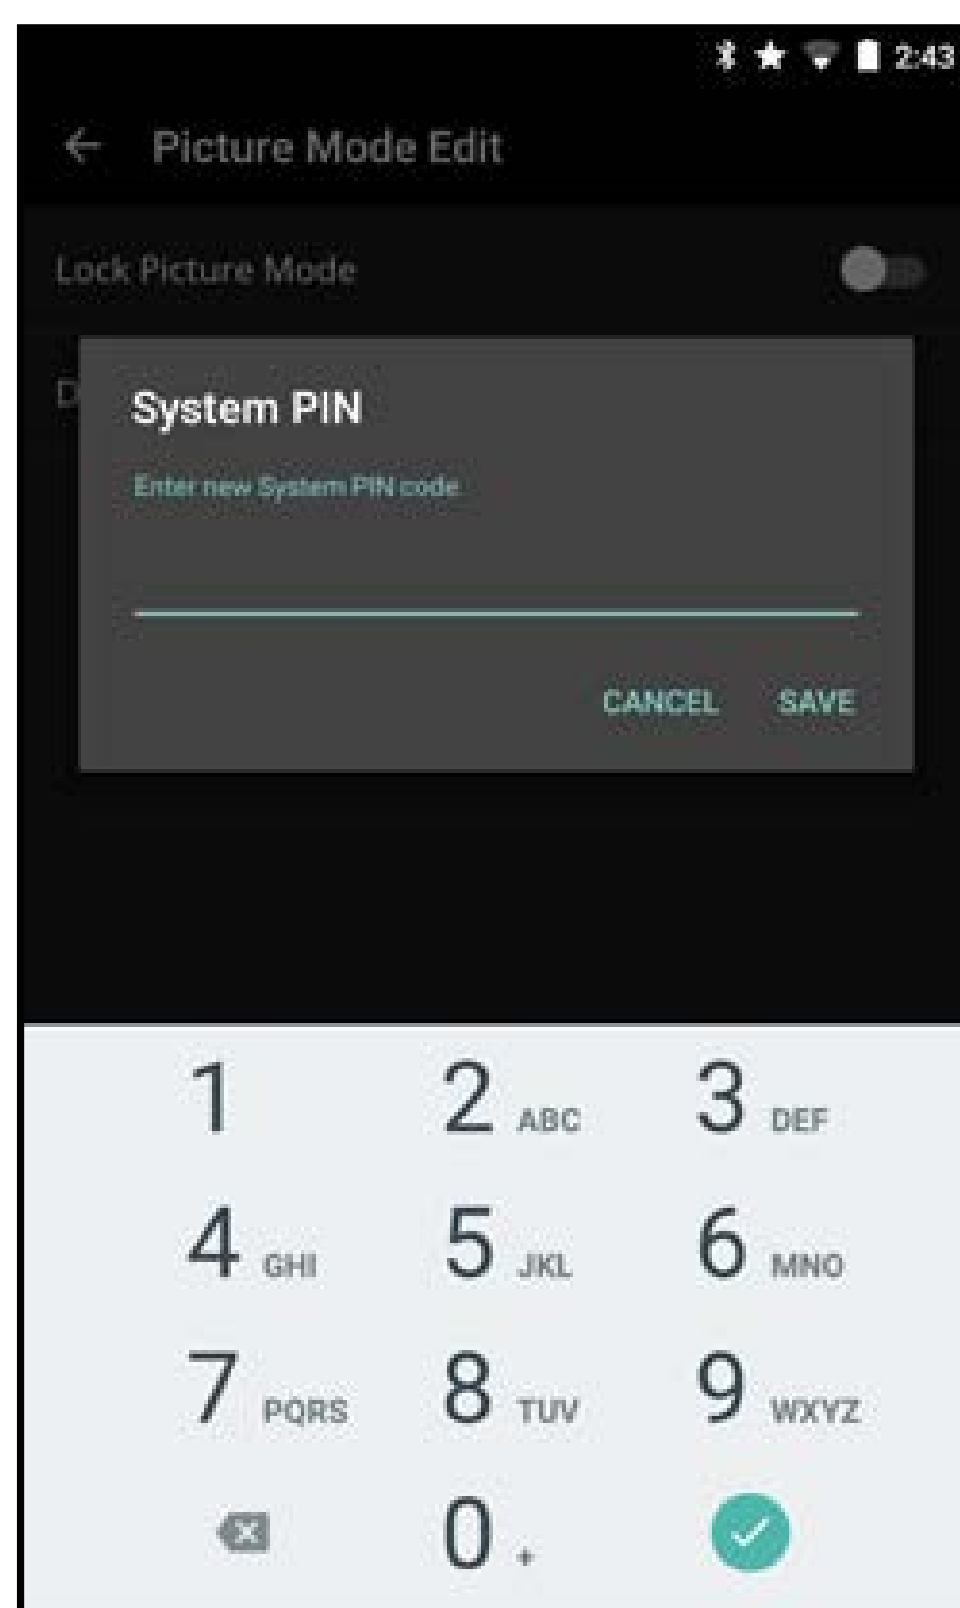 2:43
Picture Mode Edit
Lock Picture Mode
D
System PIN
Enter new System PIN code
CANCEL SAVE
1 2 ABC 3 DEF
4 GHI 5 JKL 6 MNO
7 PQRS 8 TUV 9 WXYZ
0 +